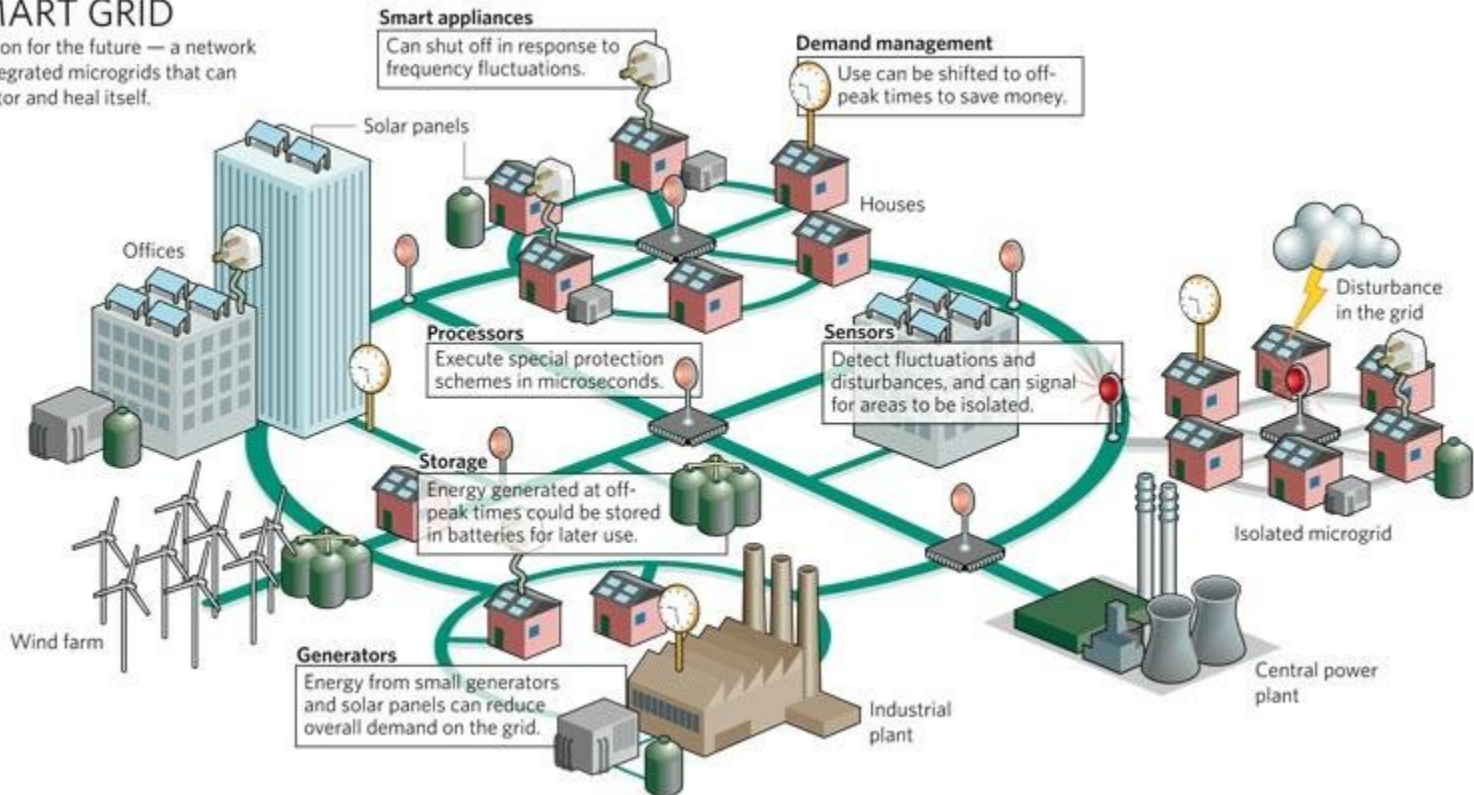 MART GRID
on for the future — a network
egrated microgrids that can
tor and heal itself.
Smart appliances
Can shut off in response to
frequency fluctuations.
Demand management
Use can be shifted to off-
peak times to save money.
Solar panels
Houses
Offices
Disturbance
in the grid
Processors
Execute special protection
schemes in microseconds.
Sensors
Detect fluctuations and
disturbances, and can signal
for areas to be isolated.
Storage
Energy generated at off-
peak times could be stored
in batteries for later use.
Isolated microgrid
Wind farm
Generators
Energy from small generators
and solar panels can reduce
overall demand on the grid.
Industrial
plant
Central power
plant